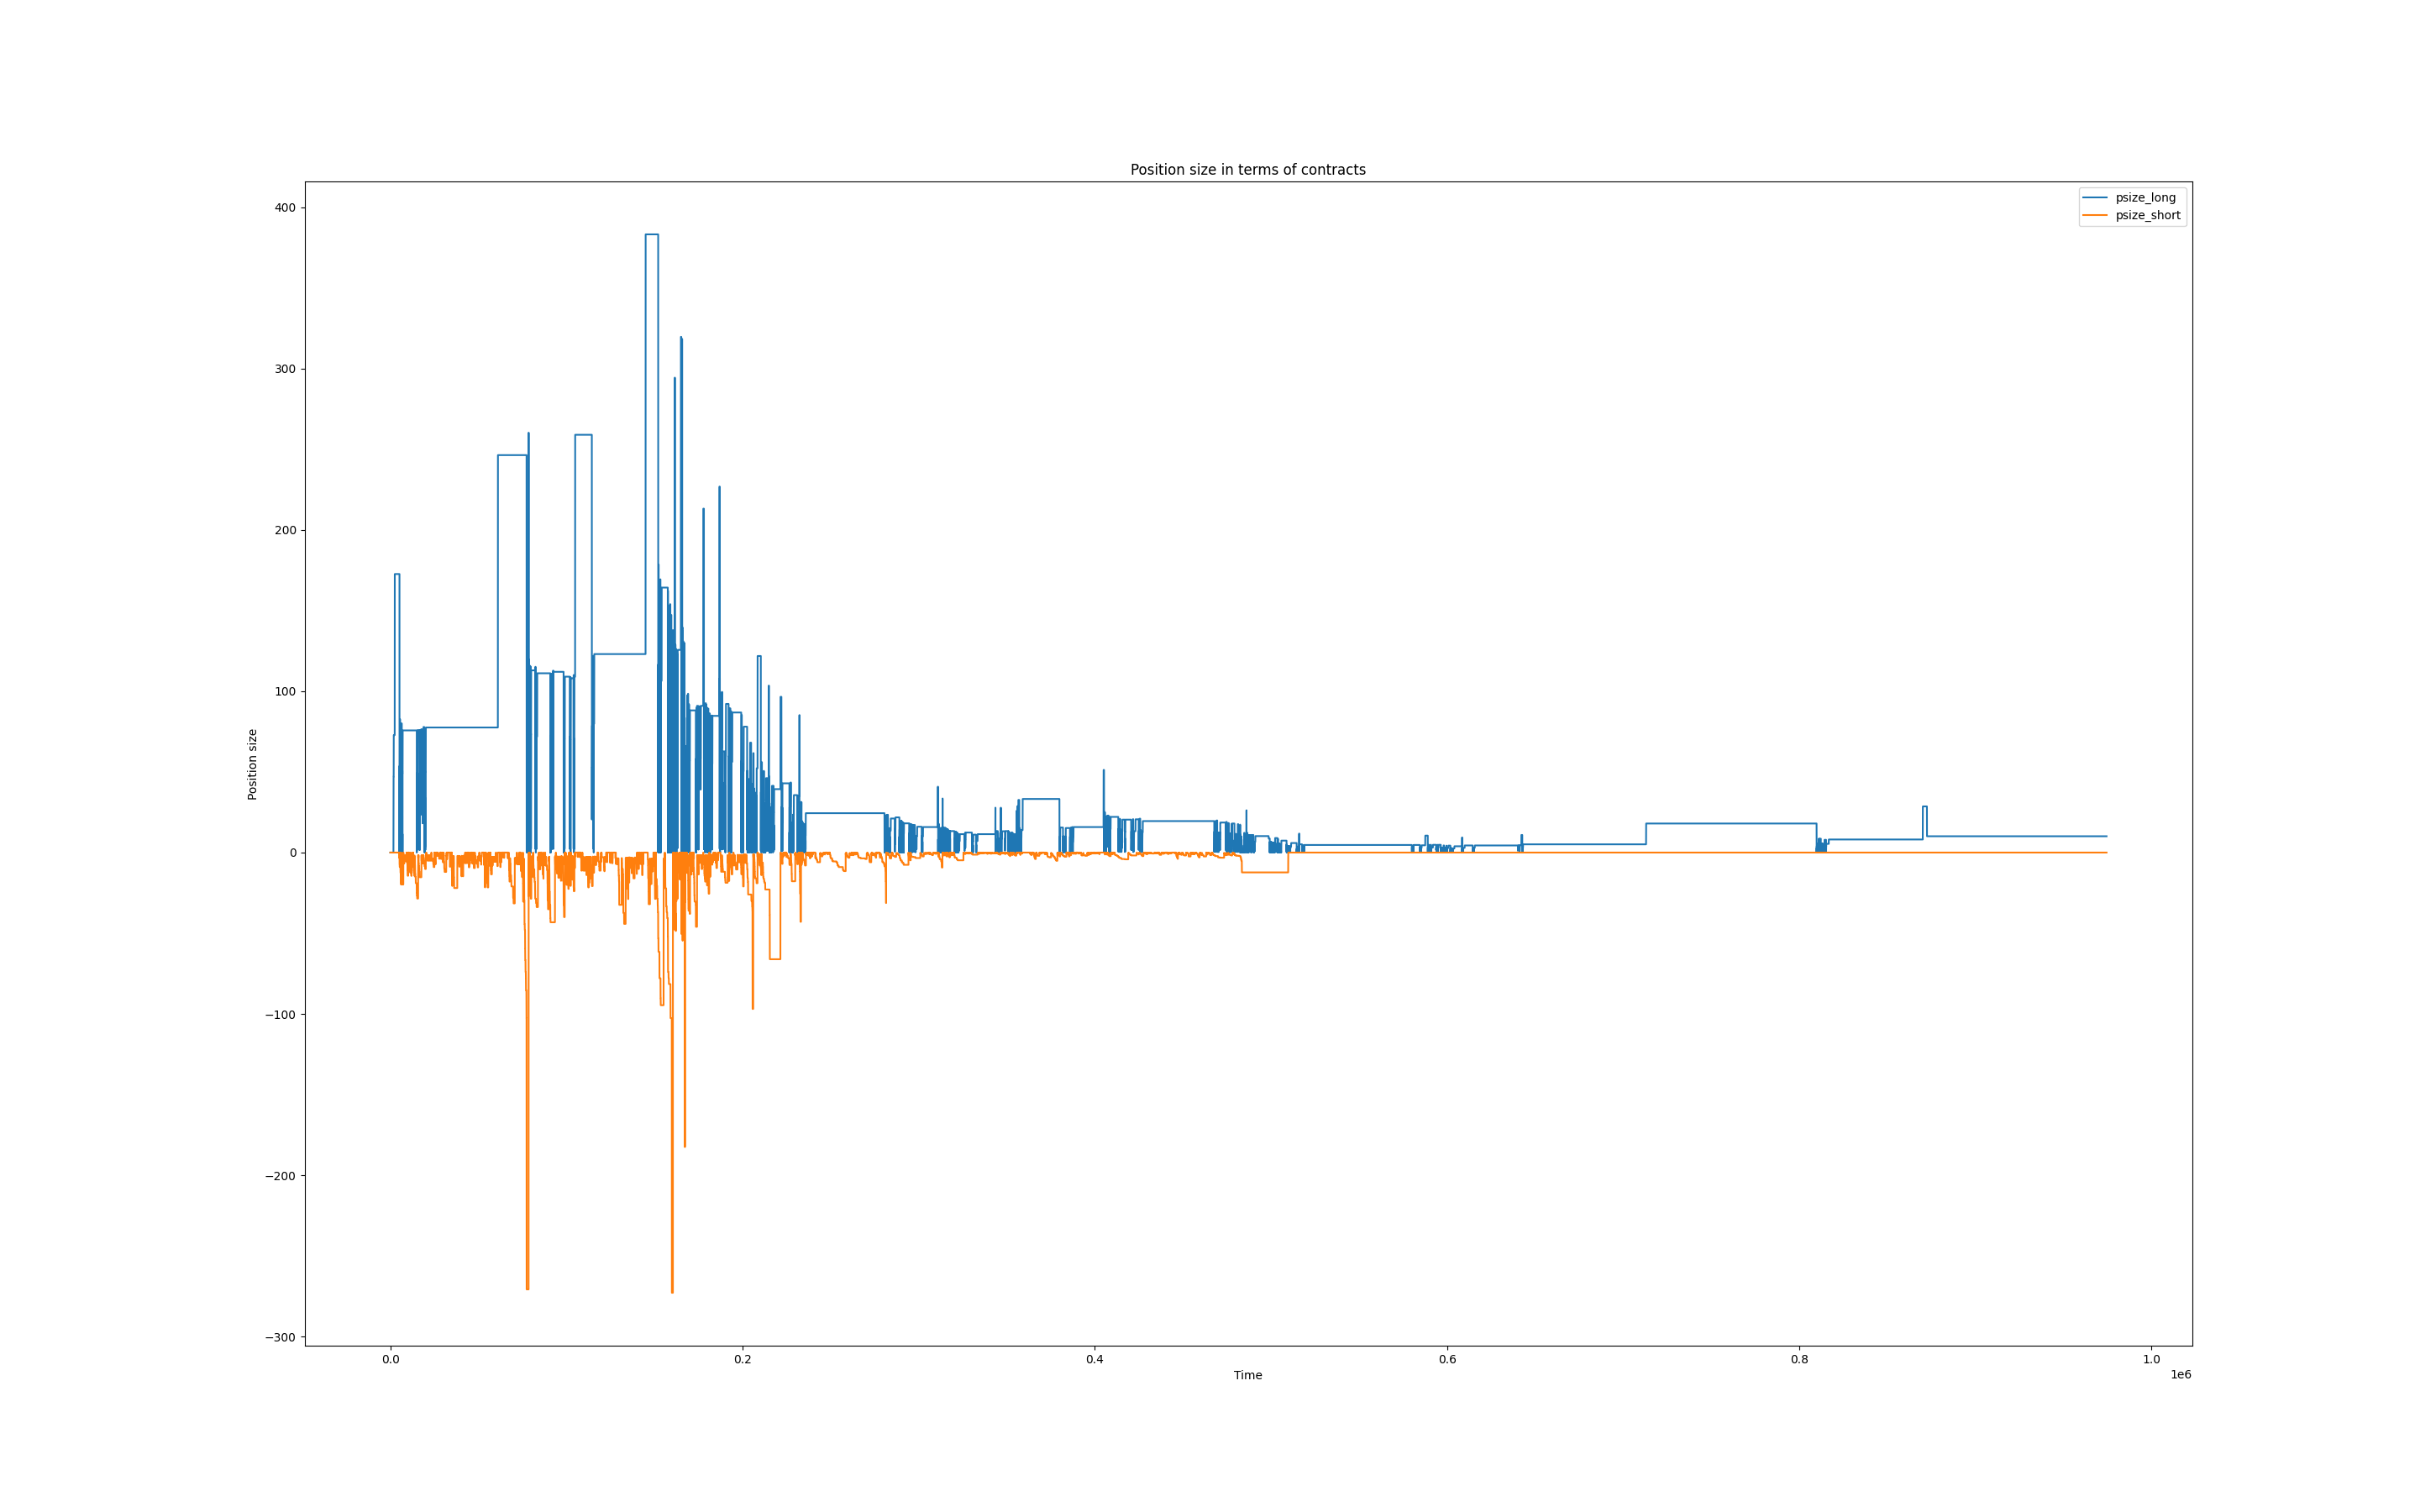 Position size in terms of contracts
psize_long
psize_short
400
300
200
100
0
−100
−200
−300
Position size
0.0
0.2
0.4
0.6
0.8
1.0
Time
1e6